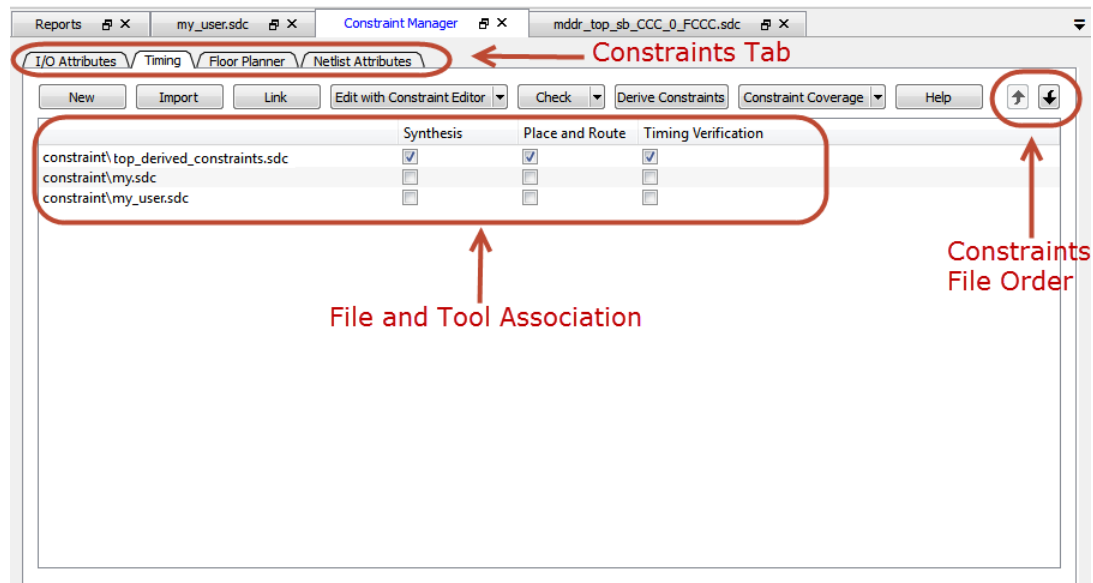 Reports my_user.sdc Constraint Manager mddr_top_sb_CCC_0_FCCC.sdc
Constraints Tab
I/O Attributes Timing Floor Planner Netlist Attributes
New Import Link Edit with Constraint Editor Check Derive Constraints Constraint Coverage Help
Synthesis Place and Route Timing Verification
constraint\top_derived_constraints.sdc
constraint\my.sdc
constraint\my_user.sdc
Constraints
File Order
File and Tool Association